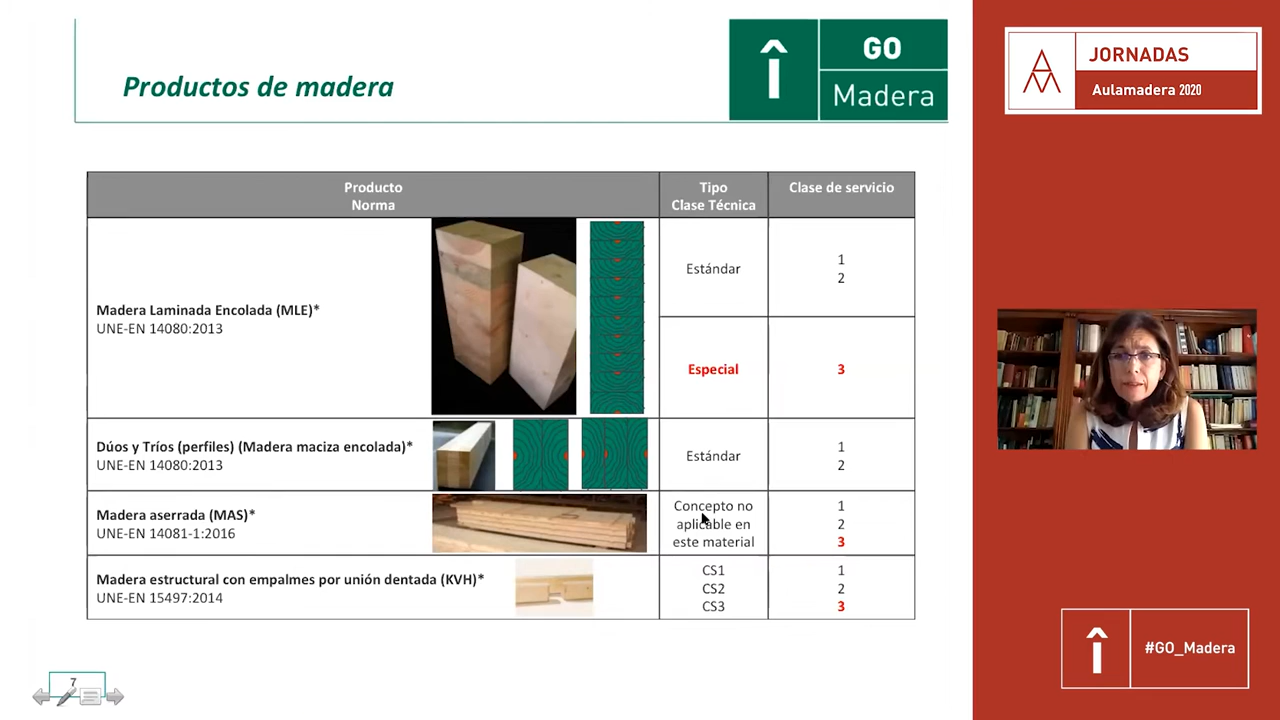 Productos de madera
GO
Madera
JORNADAS
Aulamadera 2020
Producto
Norma
Tipo
Clase Técnica
Clase de servicio
Madera Laminada Encolada (MLE)*
UNE-EN 14080:2013
Estándar
1
2
Especial
3
Dúos y Tríos (perfiles) (Madera maciza encolada)*
UNE-EN 14080:2013
Estándar
1
2
Madera aserrada (MAS)*
UNE-EN 14081-1:2016
Concepto no
aplicable en
este material
1
2
3
Madera estructural con empalmes por unión dentada (KVH)*
UNE-EN 15497:2014
CS1
CS2
CS3
1
2
3
#GO_Madera
7